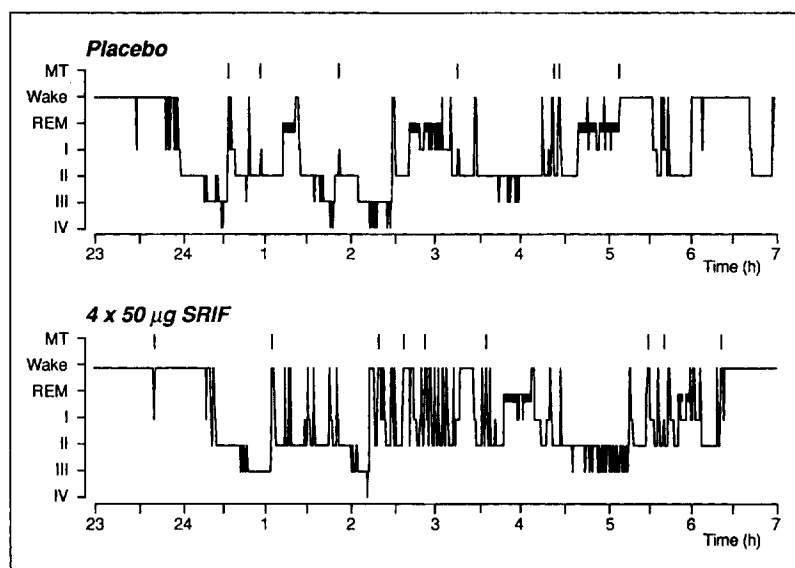 Placebo
MT
Wake
REM
I
II
III
IV
23 24 1 2 3 4 5 6 7
Time (h)
4 x 50 µg SRIF
MT
Wake
REM
I
II
III
IV
23 24 1 2 3 4 5 6 7
Time (h)